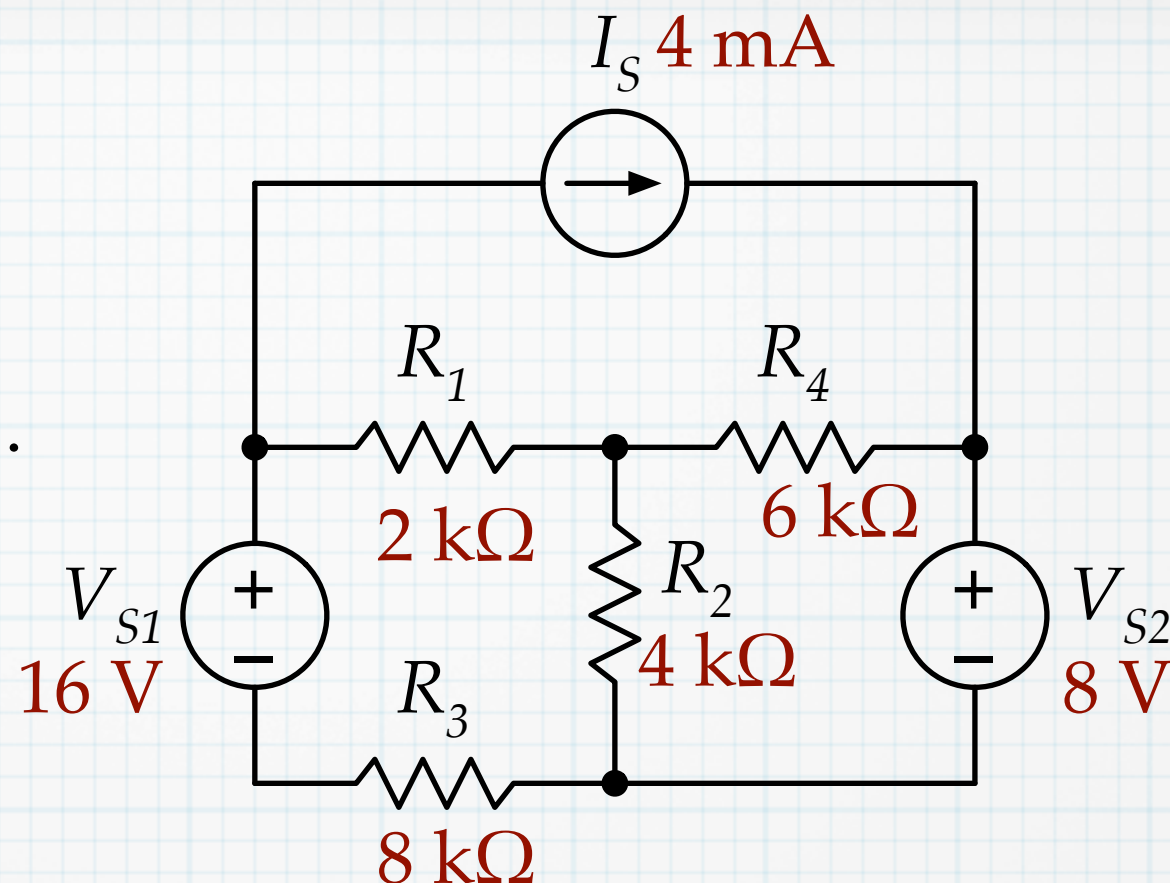 I_S 4 mA
R_1
R_4
2 kΩ
6 kΩ
V_S1
+
−
16 V
R_2
4 kΩ
+
−
V_S2
8 V
R_3
8 kΩ